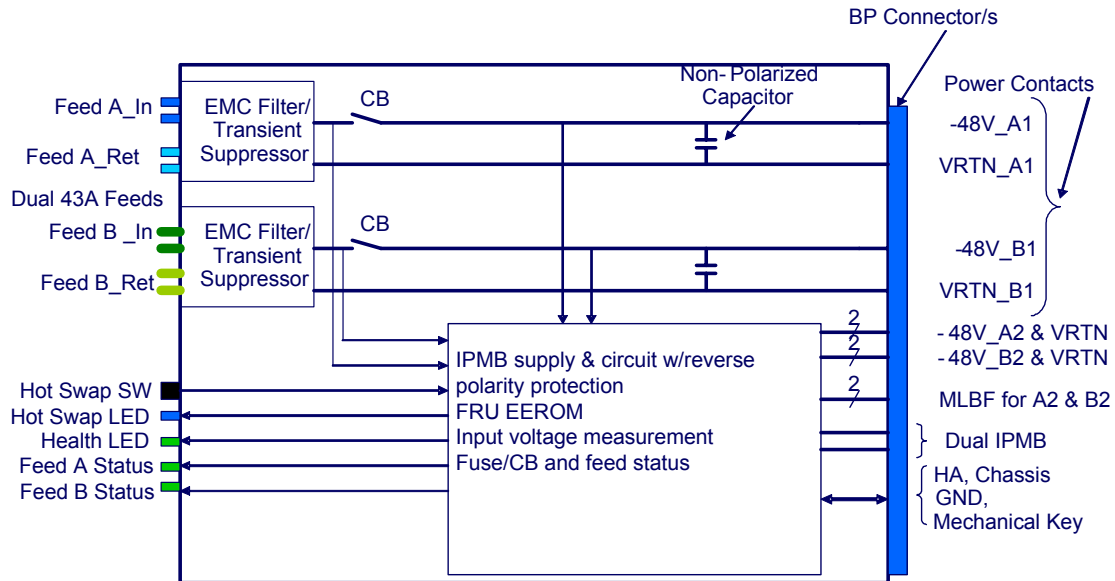 BP Connector/s
Non- Polarized
Capacitor
Power Contacts
Feed A_In
EMC Filter/
Transient
Suppressor
CB
-48V_A1
Feed A_Ret
VRTN_A1
Dual 43A Feeds
Feed B _In
EMC Filter/
Transient
Suppressor
CB
-48V_B1
Feed B_Ret
VRTN_B1
2
- 48V_A2 & VRTN
2
- 48V_B2 & VRTN
IPMB supply & circuit w/reverse
polarity protection
FRU EEROM
Input voltage measurement
Fuse/CB and feed status
2
MLBF for A2 & B2
Hot Swap SW
Hot Swap LED
Health LED
Feed A Status
Feed B Status
Dual IPMB
HA, Chassis
GND,
Mechanical Key